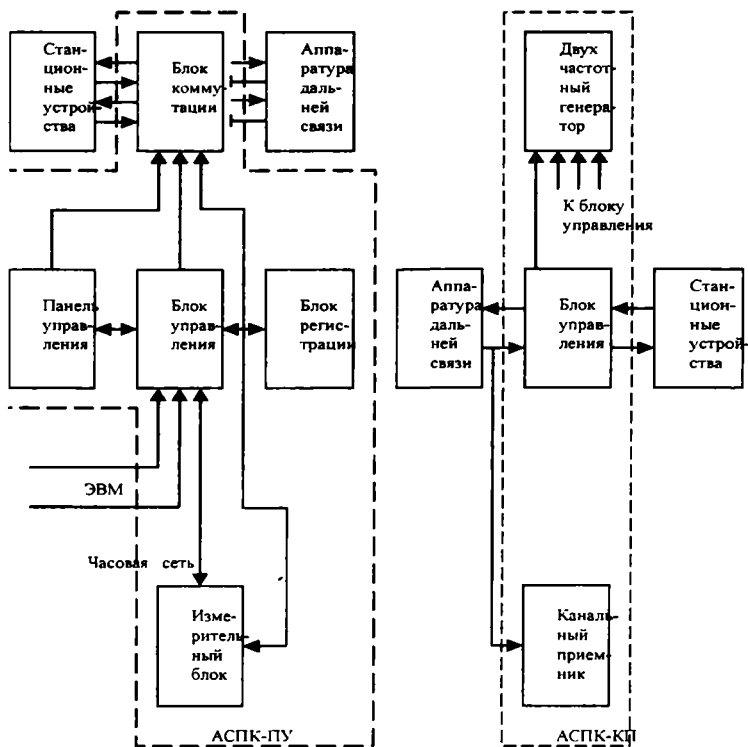 Стан-
цион-
ные
устрой-
ства
Блок
комму-
тации
Аппа-
ратура
даль-
ней
связи
Двух
частот-
ный
генера-
тор
К блоку
управления
Панель
управ-
ления
Блок
управ-
ления
Блок
регис-
трации
Аппа-
ратура
даль-
ней
связи
Блок
управ-
ления
Стан-
цион-
ные
устрой-
ства
ЭВМ
Часовая сеть
Изме-
ритель-
ный
блок
Каналь-
ный
прием-
ник
АСПК-ПУ
АСПК-КП